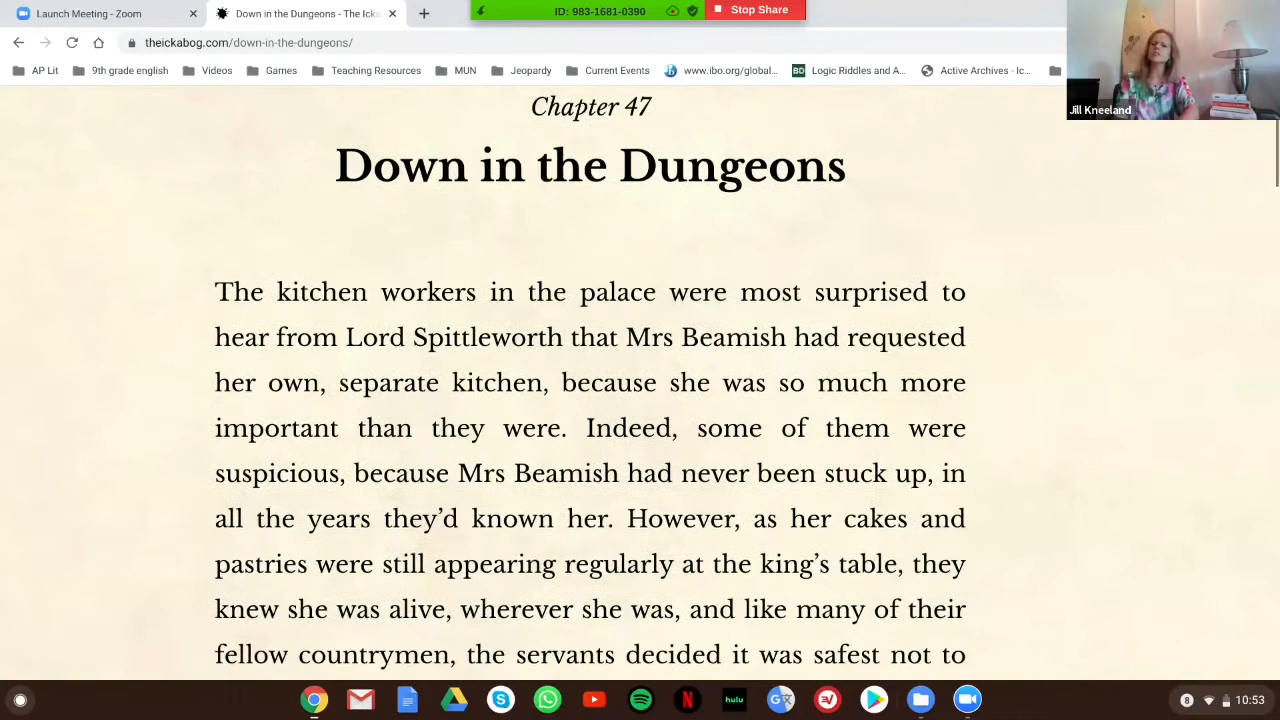 Launch Meeting - Zoom
Down in the Dungeons - The Icka
ID: 983-1681-0390
Stop Share
theickabog.com/down-in-the-dungeons/
AP Lit
9th grade english
Videos
Games
Teaching Resources
MUN
Jeopardy
Current Events
www.ibo.org/global...
BD
Logic Riddles and A...
Active Archives - Ic...
Jill Kneeland
Chapter 47
Down in the Dungeons
The kitchen workers in the palace were most surprised to
hear from Lord Spittleworth that Mrs Beamish had requested
her own, separate kitchen, because she was so much more
important than they were. Indeed, some of them were
suspicious, because Mrs Beamish had never been stuck up, in
all the years they’d known her. However, as her cakes and
pastries were still appearing regularly at the king’s table, they
knew she was alive, wherever she was, and like many of their
fellow countrymen, the servants decided it was safest not to
hulu
8
10:53